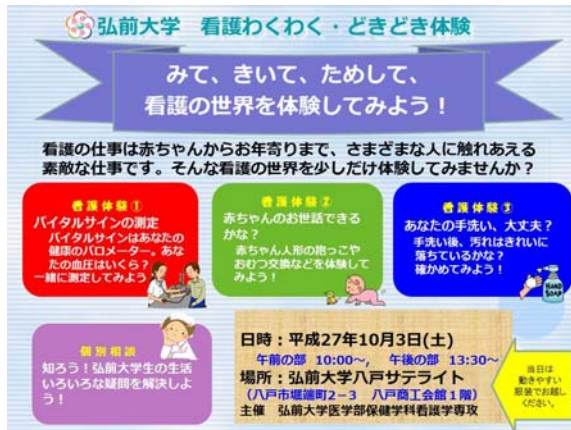 弘前大学　看護わくわく・どきどき体験
みて、きいて、ためして、
看護の世界を体験してみよう！
看護の仕事は赤ちゃんからお年寄りまで、さまざまな人に触れあえる
素敵な仕事です。そんな看護の世界を少しだけ体験してみませんか？
看護体験①
バイタルサインの測定
バイタルサインはあなたの
健康のバロメーター。あな
たの血圧はいくら？
一緒に測定してみよう
看護体験②
赤ちゃんのお世話できる
かな？
赤ちゃん人形の抱っこや
おむつ交換などを体験して
みよう！
看護体験③
あなたの手洗い、大丈夫？
手洗い後、汚れはきれいに
落ちているかな？
確かめてみよう！
HAND
SOAP
個別相談
知ろう！弘前大学生の生活
いろいろな疑問を解決しよ
う！
日時：平成27年10月3日(土)
午前の部 10:00～, 午後の部 13:30～
場所：弘前大学八戸サテライト
（八戸市堀端町2－3　八戸商工会館1階）
主催　弘前大学医学部保健学科看護学専攻
当日は
動きやすい
服装でお越し
ください。